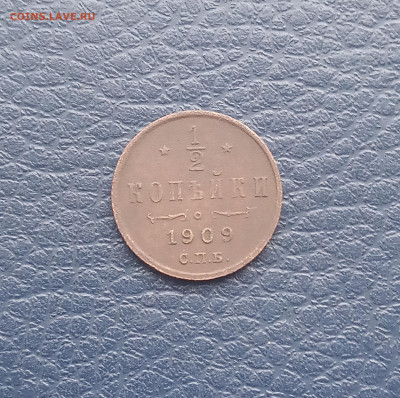 COINS.LAVE.RU
1/2
КОПѢЙКИ
1909
С.П.Б.